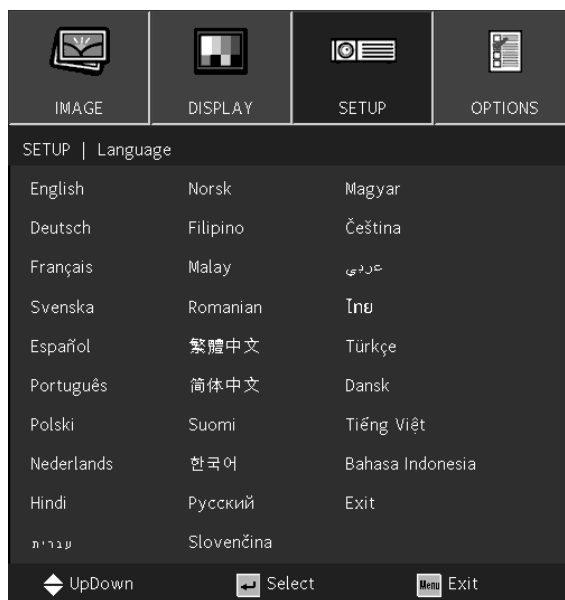 IMAGE DISPLAY SETUP OPTIONS
SETUP | Language
English Norsk Magyar
Deutsch Filipino Čeština
Français Malay عربي
Svenska Romanian ไทย
Español 繁體中文 Türkçe
Português 简体中文 Dansk
Polski Suomi Tiếng Việt
Nederlands 한국어 Bahasa Indonesia
Hindi Русский Exit
עברית Slovenčina
UpDown Select Menu Exit